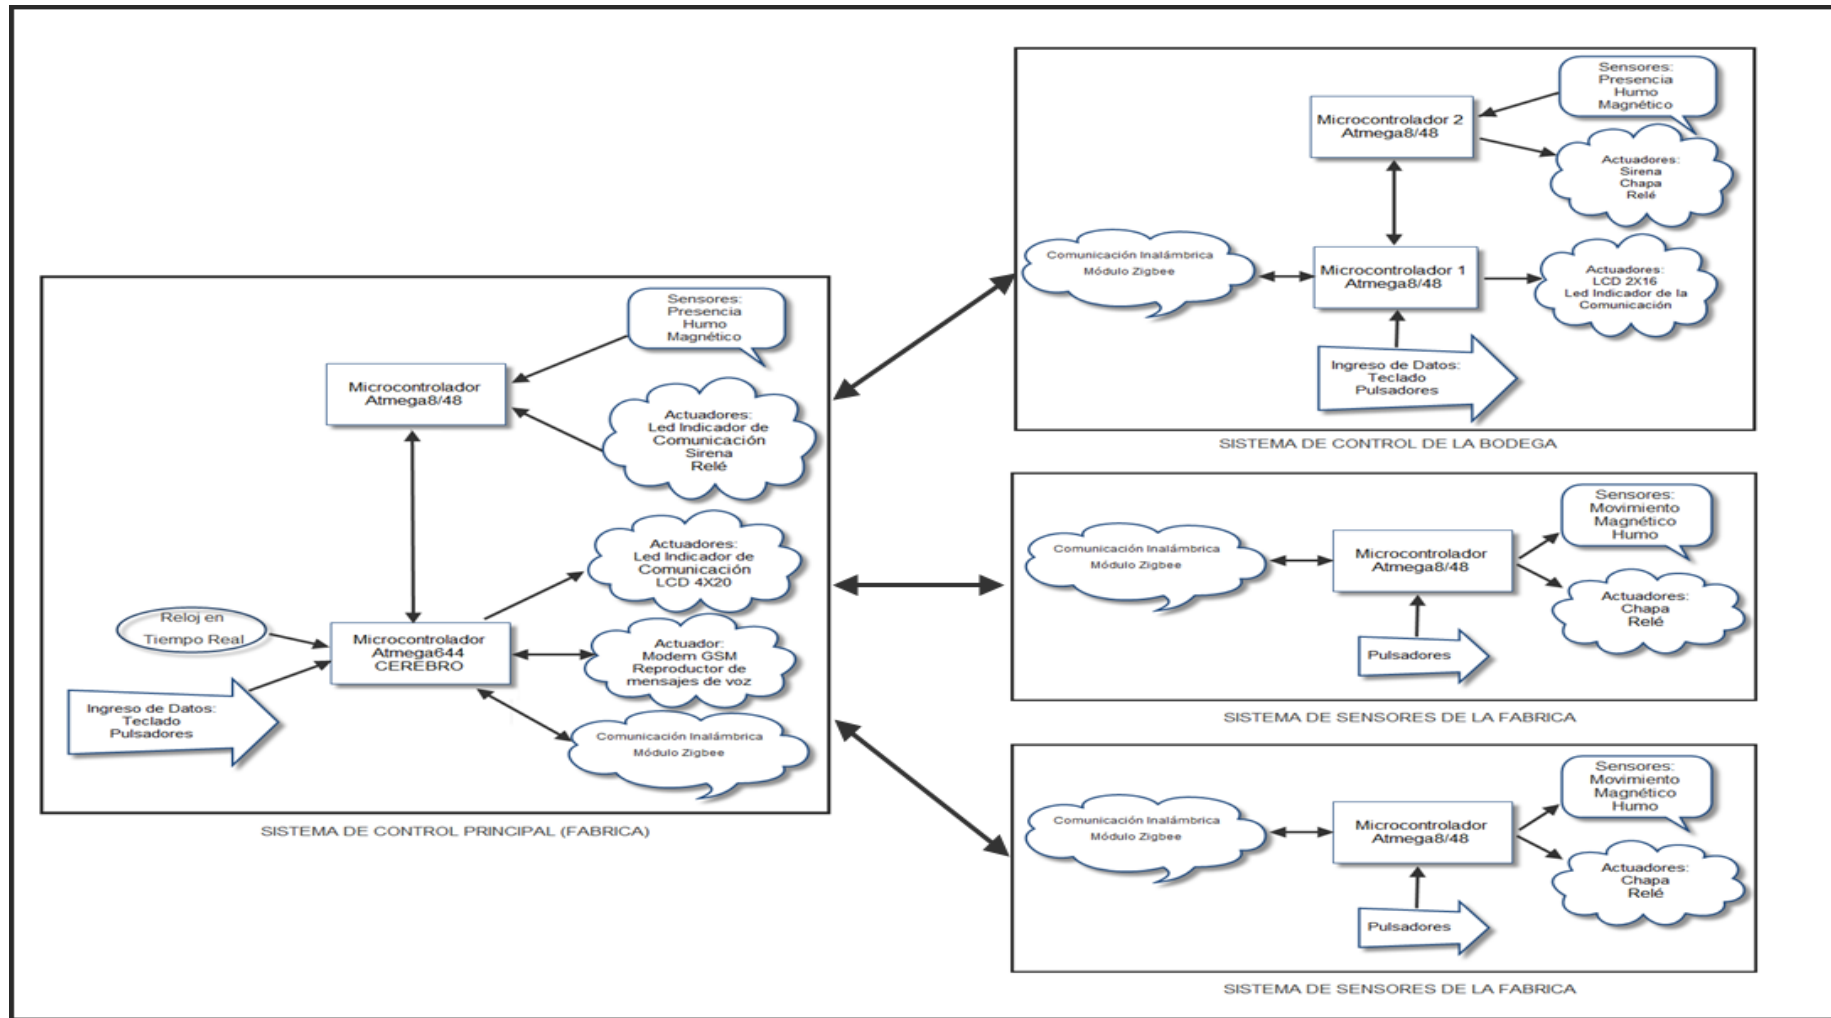 Sensores:
Presencia
Humo
Magnético
Microcontrolador
Atmega8/48
Actuadores:
Led Indicador de
Comunicación
Sirena
Relé
Actuadores:
Led Indicador de
Comunicación
LCD 4X20
Reloj en
Tiempo Real
Microcontrolador
Atmega644
CEREBRO
Actuador:
Modem GSM
Reproductor de
mensajes de voz
Ingreso de Datos:
Teclado
Pulsadores
Comunicación Inalámbrica
Módulo Zigbee
SISTEMA DE CONTROL PRINCIPAL (FABRICA)
Sensores:
Presencia
Humo
Magnético
Microcontrolador 2
Atmega8/48
Actuadores:
Sirena
Chapa
Relé
Comunicación Inalámbrica
Módulo Zigbee
Microcontrolador 1
Atmega8/48
Actuadores:
LCD 2X16
Led Indicador de la
Comunicación
Ingreso de Datos:
Teclado
Pulsadores
SISTEMA DE CONTROL DE LA BODEGA
Sensores:
Movimiento
Magnético
Humo
Comunicación Inalámbrica
Módulo Zigbee
Microcontrolador
Atmega8/48
Actuadores:
Chapa
Relé
Pulsadores
SISTEMA DE SENSORES DE LA FABRICA
Sensores:
Movimiento
Magnético
Humo
Comunicación Inalámbrica
Módulo Zigbee
Microcontrolador
Atmega8/48
Actuadores:
Chapa
Relé
Pulsadores
SISTEMA DE SENSORES DE LA FABRICA